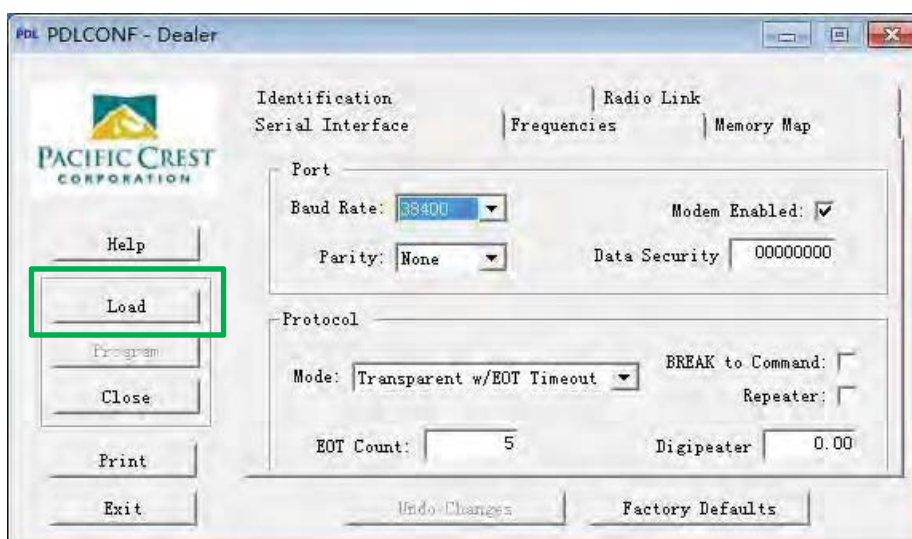 PDL PDLCONF - Dealer
PACIFIC CREST
CORPORATION
Identification Radio Link
Serial Interface Frequencies Memory Map
Port
Baud Rate: 38400 Modem Enabled:
Parity: None Data Security 00000000
Help
Load
Program
Close
Print
Exit
Protocol
Mode: Transparent w/EOT Timeout BREAK to Command:
Repeater:
EOT Count: 5 Digipeater 0.00
Undo Changes Factory Defaults